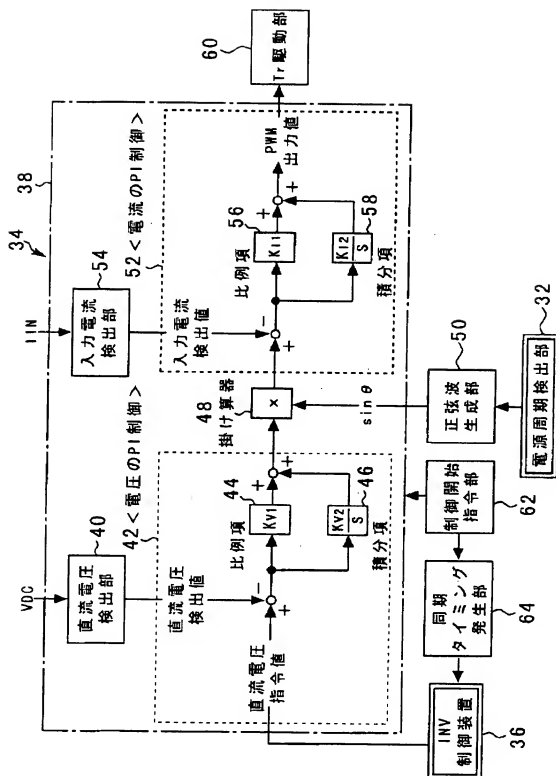 34
38
IIN
54
入力電流
検出部
入力電流
検出値
52<電流のPI制御>
比例項
56
KI1
KI2
S
58
積分項
PWM
出力値
60
Tr駆動部
VDC
40
直流電圧
検出部
直流電圧
検出値
42<電圧のPI制御>
比例項
44
KV1
KV2
S
46
積分項
直流電圧
指令値
48
掛け算器
×
sinθ
50
正弦波
生成部
32
電源周期検出部
62
制御開始
指令部
64
同期
タイミング
発生部
INV
制御装置
36
+
-
+
+
+
-
+
+